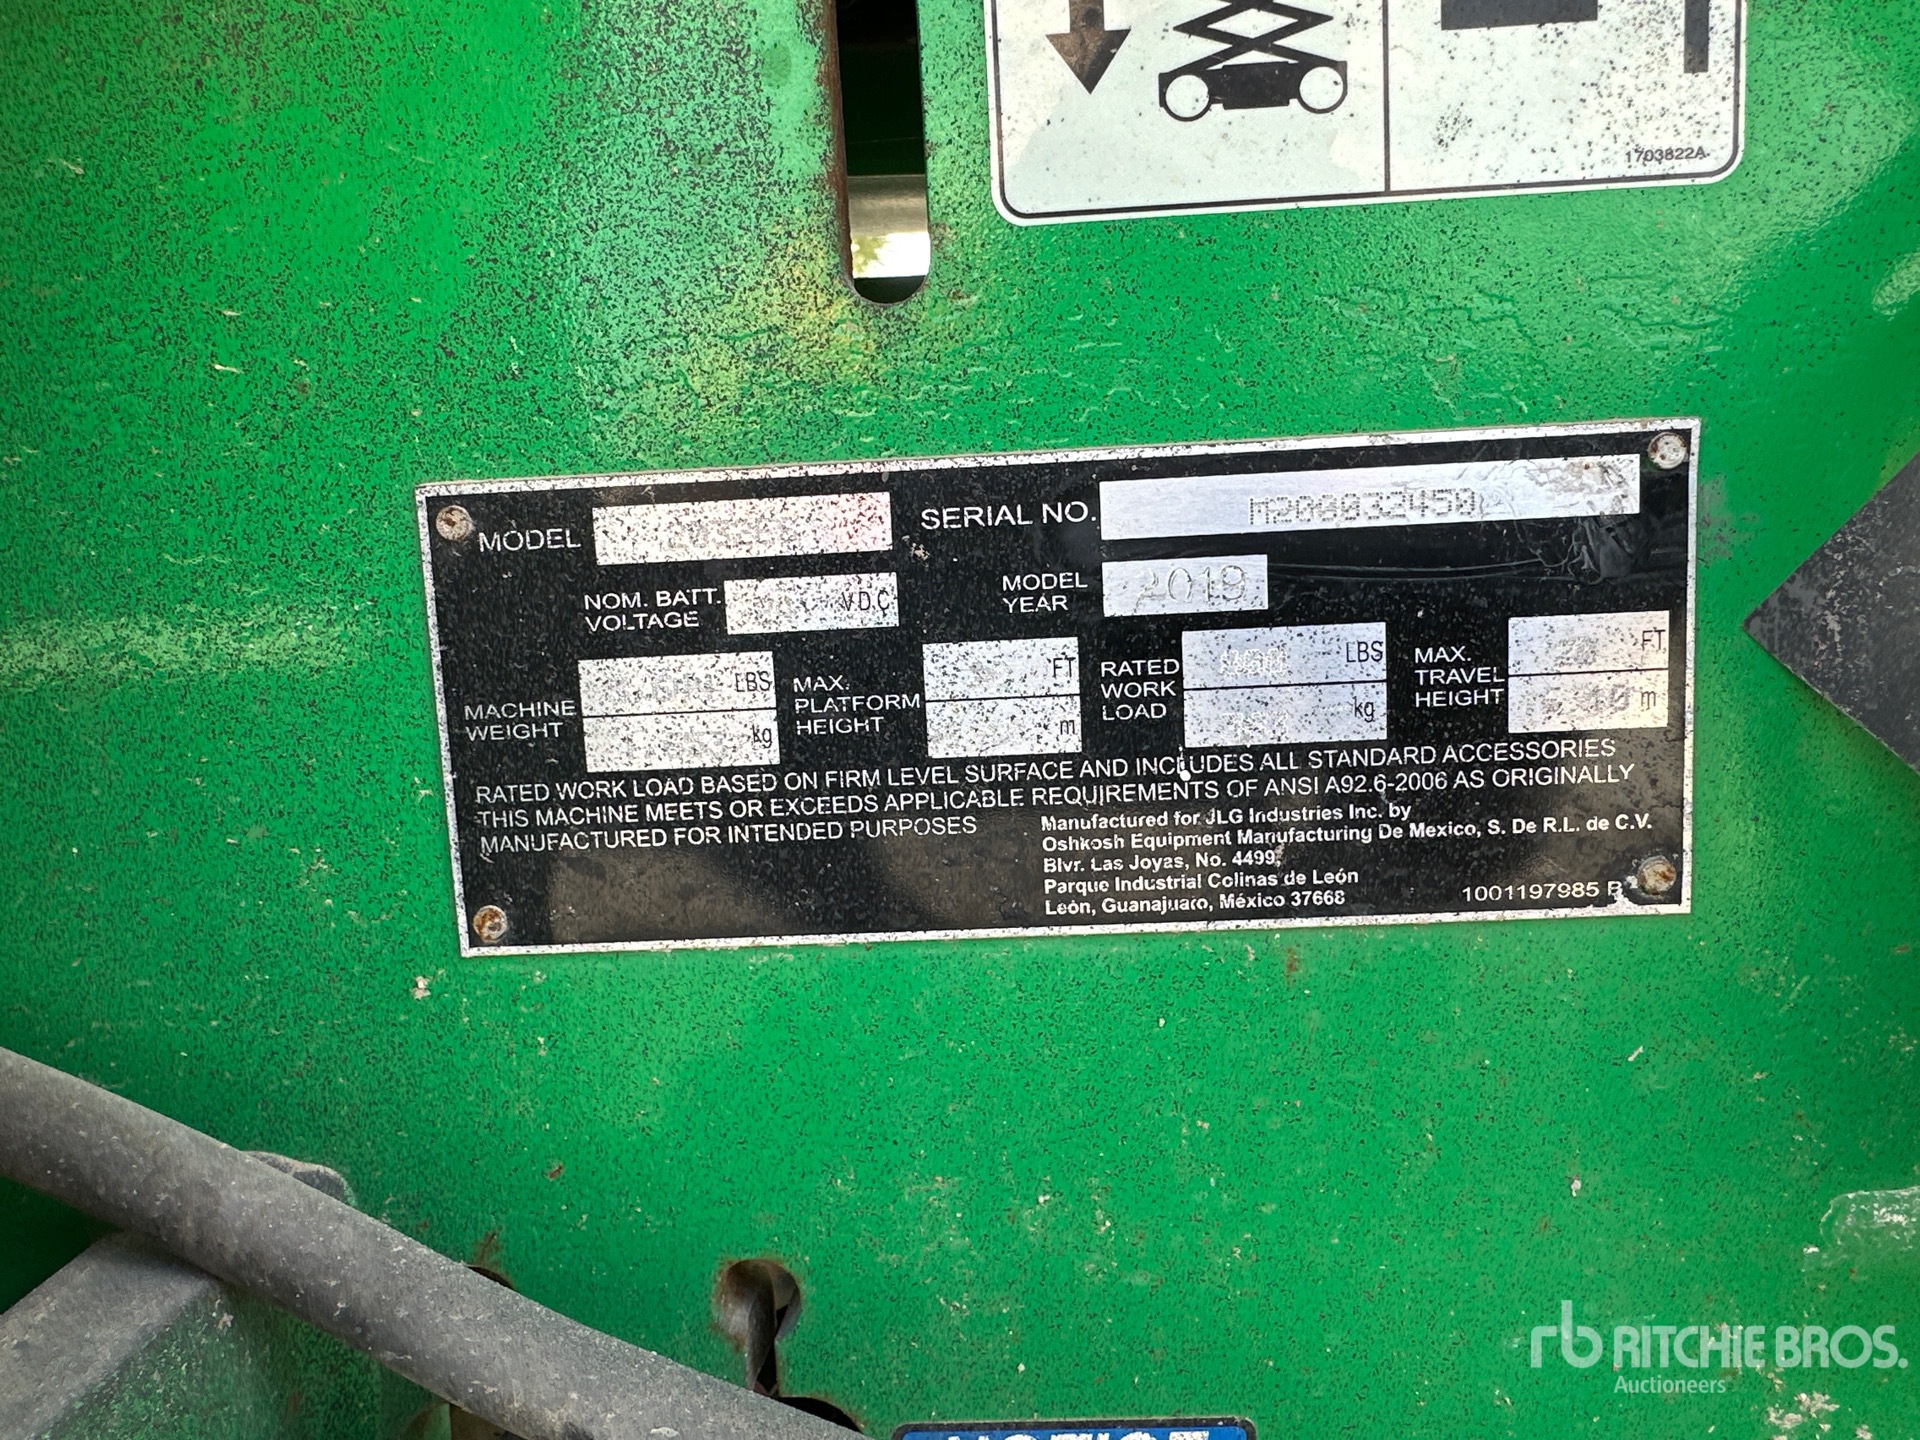 1703822A
MODEL
SERIAL NO. M200032450
NOM. BATT. VOLTAGE V.D.C
MODEL YEAR 2019
MACHINE WEIGHT LBS kg
MAX. PLATFORM HEIGHT FT m
RATED WORK LOAD LBS kg
MAX. TRAVEL HEIGHT FT m
RATED WORK LOAD BASED ON FIRM LEVEL SURFACE AND INCLUDES ALL STANDARD ACCESSORIES
THIS MACHINE MEETS OR EXCEEDS APPLICABLE REQUIREMENTS OF ANSI A92.6-2006 AS ORIGINALLY
MANUFACTURED FOR INTENDED PURPOSES
Manufactured for JLG Industries Inc. by
Oshkosh Equipment Manufacturing De Mexico, S. De R.L. de C.V.
Blvr. Las Joyas, No. 4499,
Parque Industrial Colinas de León
León, Guanajuato, México 37668
1001197985 B
rb RITCHIE BROS.
Auctioneers